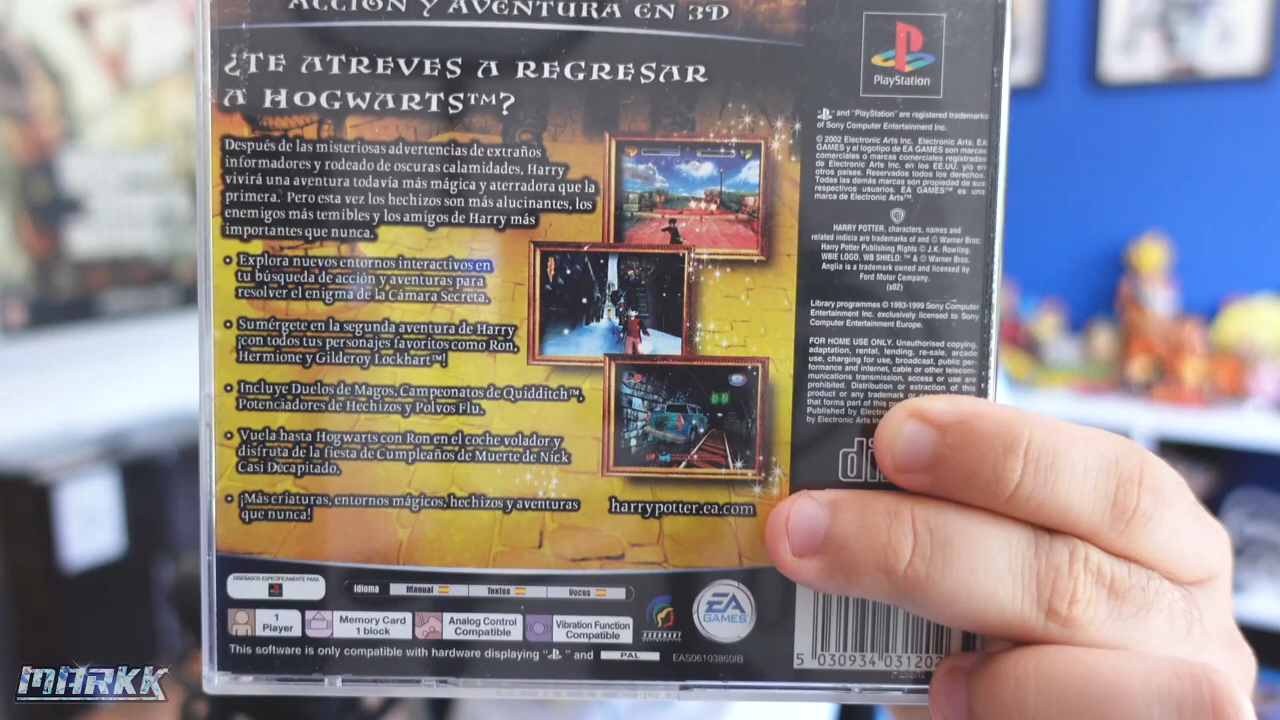 ACCIÓN Y AVENTURA EN 3D
¿TE ATREVES A REGRESAR
A HOGWARTS™?
Después de las misteriosas advertencias de extraños
informadores y rodeado de oscuras calamidades, Harry
vivirá una aventura todavía más mágica y aterradora que la
primera. Pero esta vez los hechizos son más alucinantes, los
enemigos más temibles y los amigos de Harry más
importantes que nunca.
• Explora nuevos entornos interactivos en
tu búsqueda de acción y aventuras para
resolver el enigma de la Cámara Secreta.
• Sumérgete en la segunda aventura de Harry
¡con todos tus personajes favoritos como Ron,
Hermione y Gilderoy Lockhart™!
• Incluye Duelos de Magos, Campeonatos de Quidditch™,
Potenciadores de Hechizos y Polvos Flu.
• Vuela hasta Hogwarts con Ron en el coche volador y
disfruta de la fiesta de Cumpleaños de Muerte de Nick
Casi Decapitado.
• ¡Más criaturas, entornos mágicos, hechizos y aventuras
que nunca!
harrypotter.ea.com
DISEÑADOS ESPECIFICAMENTE PARA
Idioma Manual Textos Voces
1
Player
Memory Card
1 block
Analog Control
Compatible
Vibration Function
Compatible
ARGONAUT
EA
GAMES
This software is only compatible with hardware displaying " " and PAL
EAS06103860IB
PlayStation
and "PlayStation" are registered trademarks
of Sony Computer Entertainment Inc.
© 2002 Electronic Arts Inc. Electronic Arts, EA
GAMES y el logotipo de EA GAMES son marcas
comerciales o marcas comerciales registradas
de Electronic Arts Inc. en los EE.UU. y/o en
otros países. Reservados todos los derechos.
Todas las demás marcas son propiedad de sus
respectivos usuarios. EA GAMES™ es una
marca de Electronic Arts™.
HARRY POTTER, characters, names and
related indicia are trademarks of and © Warner Bros.
Harry Potter Publishing Rights © J.K. Rowling.
WBIE LOGO, WB SHIELD: ™ & © Warner Bros.
Anglia is a trademark owned and licensed by
Ford Motor Company.
(s02)
Library programmes © 1993-1999 Sony Computer
Entertainment Inc. exclusively licensed to Sony
Computer Entertainment Europe.
FOR HOME USE ONLY. Unauthorised copying,
adaptation, rental, lending, re-sale, arcade
use, charging for use, broadcast, public per-
formance and internet, cable or other telecom-
munications transmission, access or use are
prohibited. Distribution or extraction of this
product or any trademark or
that forms part of this
Published by
by Electronic Arts
5 030934 031202
MARKK